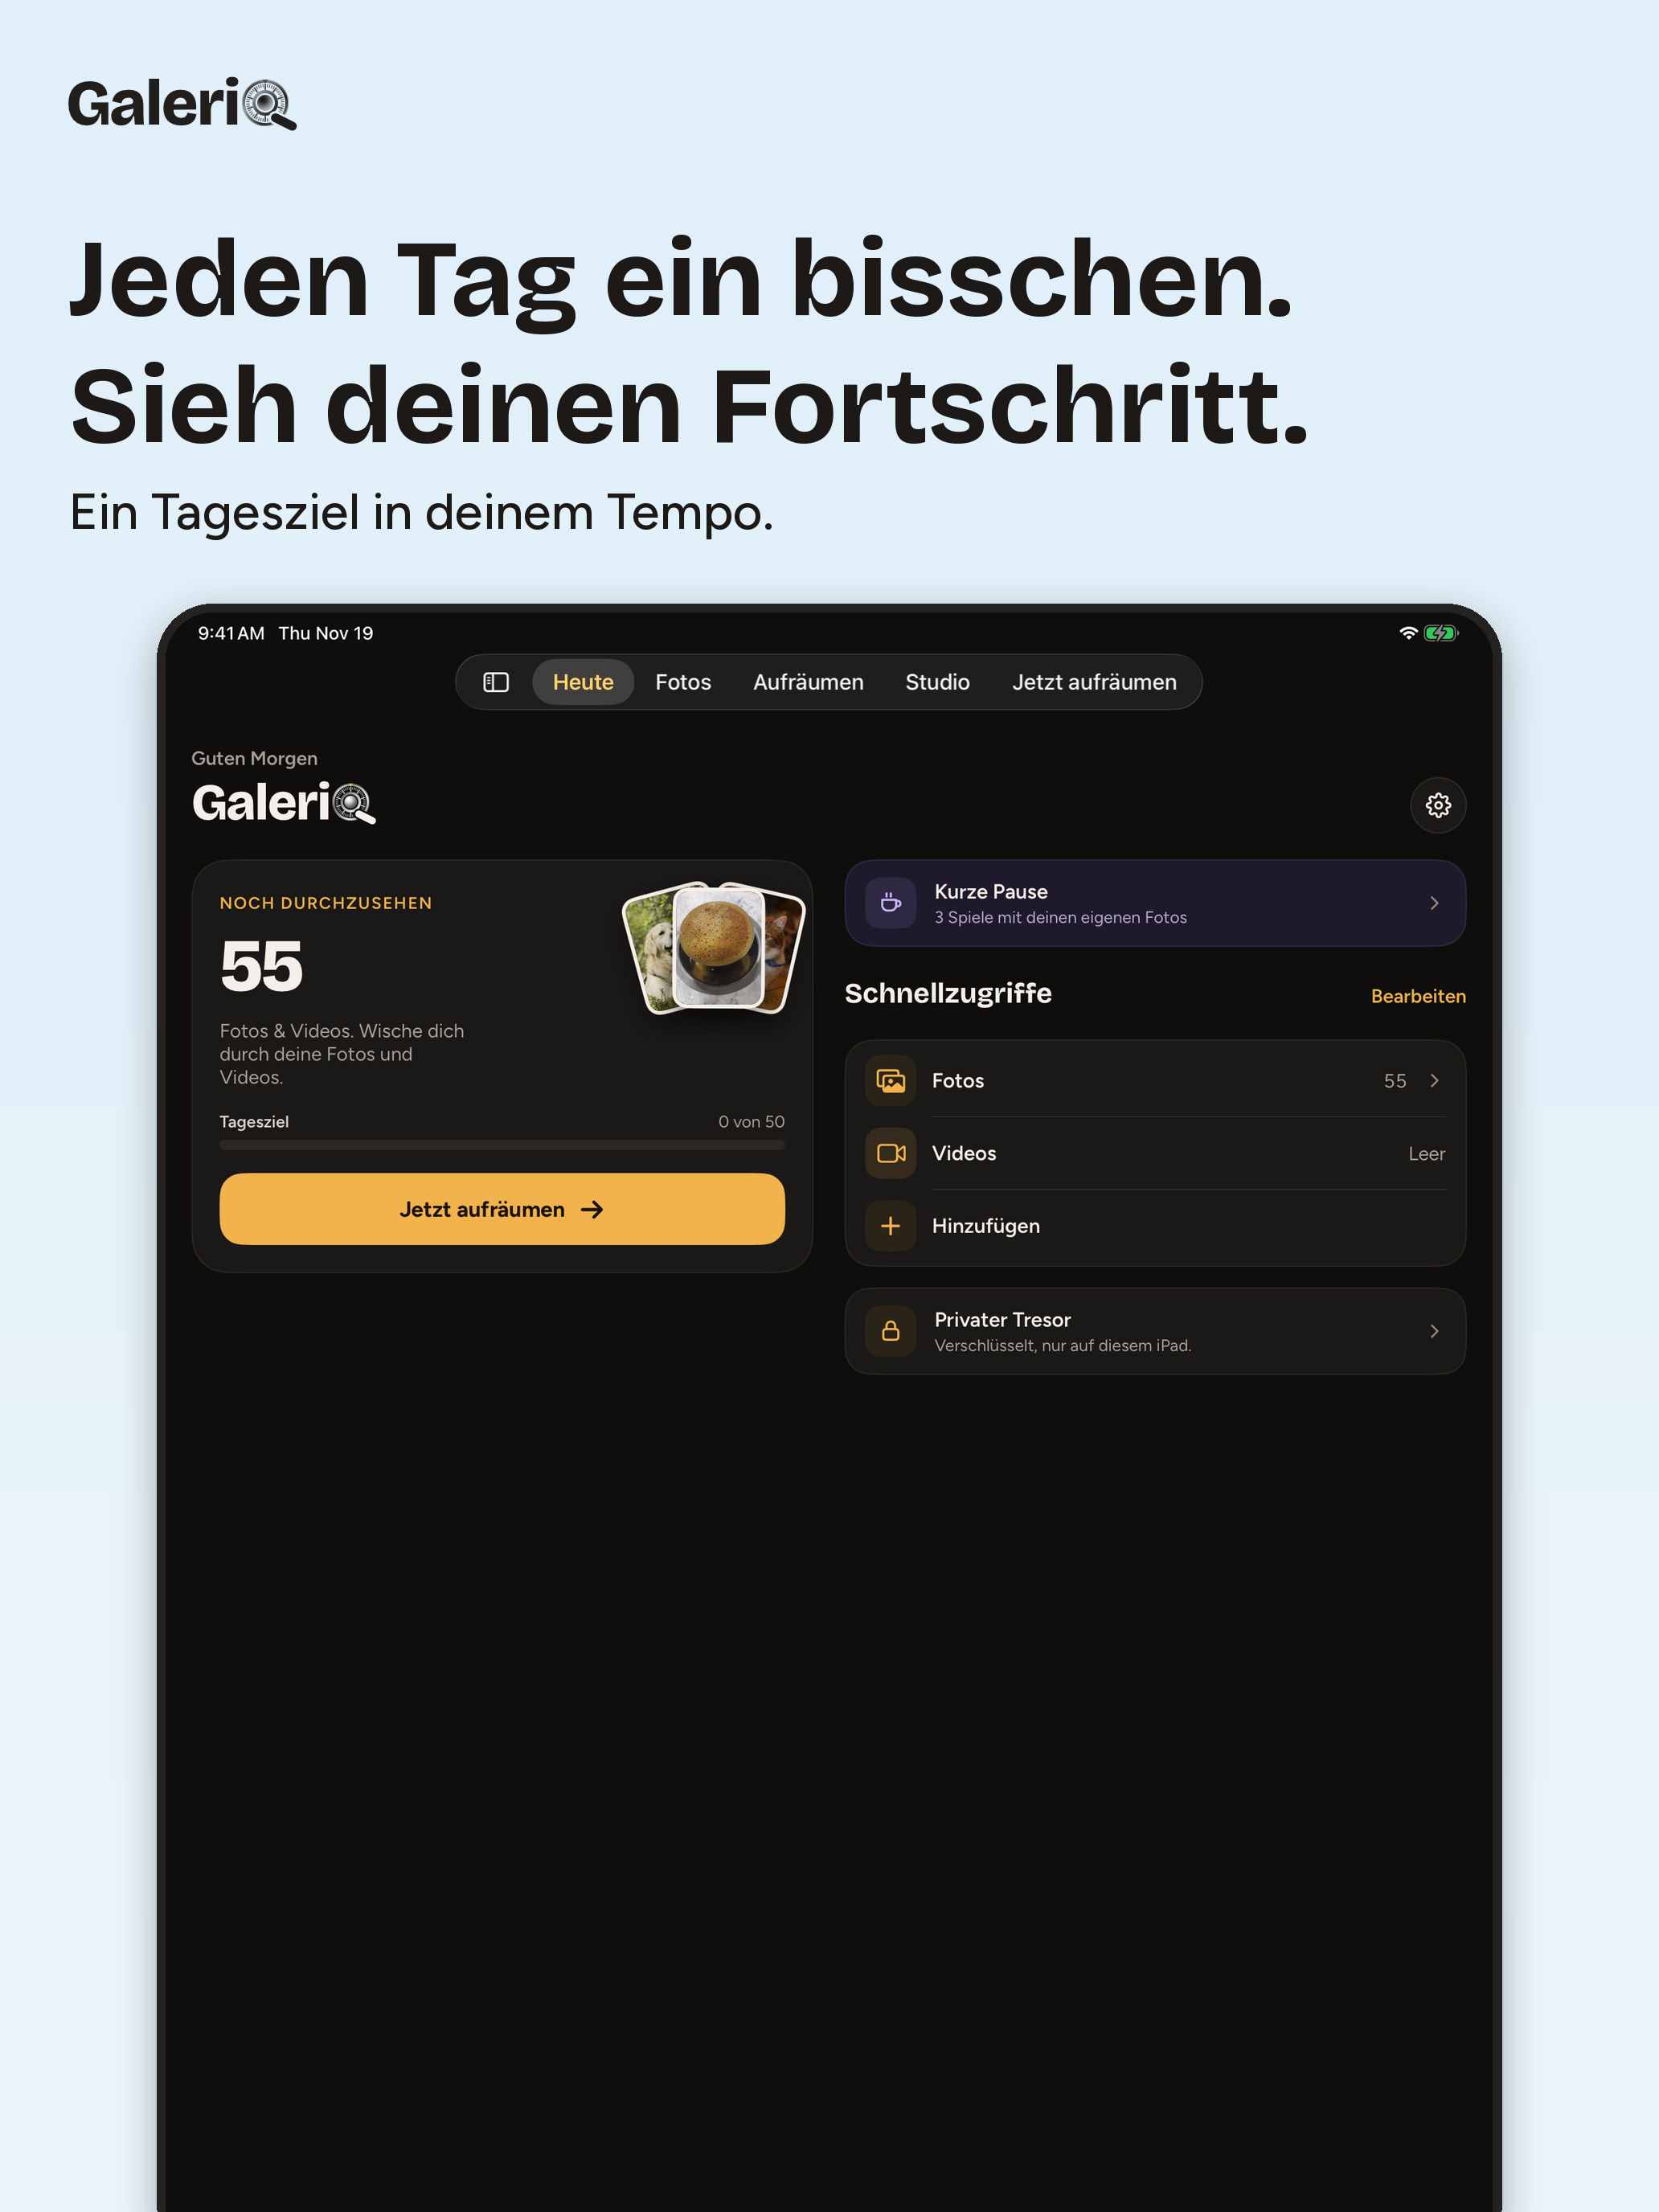 GaleriQ
Jeden Tag ein bisschen.
Sieh deinen Fortschritt.
Ein Tagesziel in deinem Tempo.
9:41 AM Thu Nov 19
Heute Fotos Aufräumen Studio Jetzt aufräumen
Guten Morgen
GaleriQ
NOCH DURCHZUSEHEN
55
Fotos & Videos. Wische dich
durch deine Fotos und
Videos.
Tagesziel 0 von 50
Jetzt aufräumen →
Kurze Pause
3 Spiele mit deinen eigenen Fotos
Schnellzugriffe Bearbeiten
Fotos 55
Videos Leer
Hinzufügen
Privater Tresor
Verschlüsselt, nur auf diesem iPad.